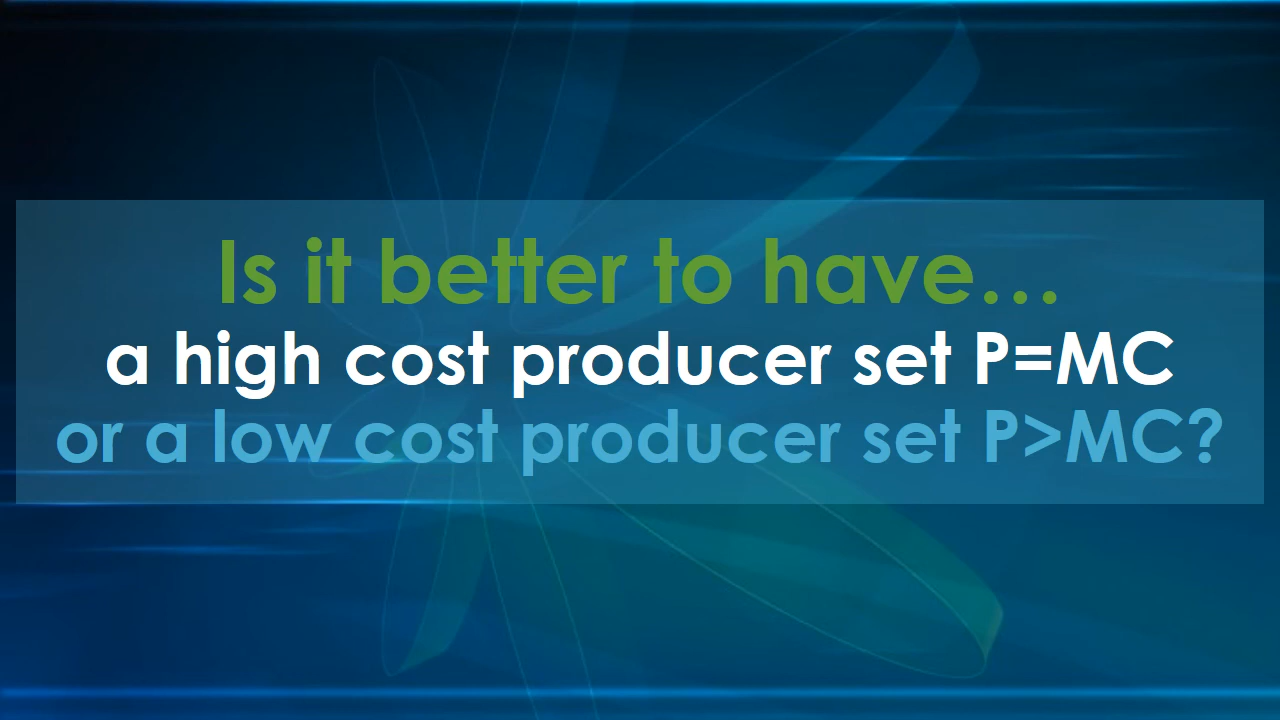 Is it better to have…
a high cost producer set P=MC
or a low cost producer set P>MC?